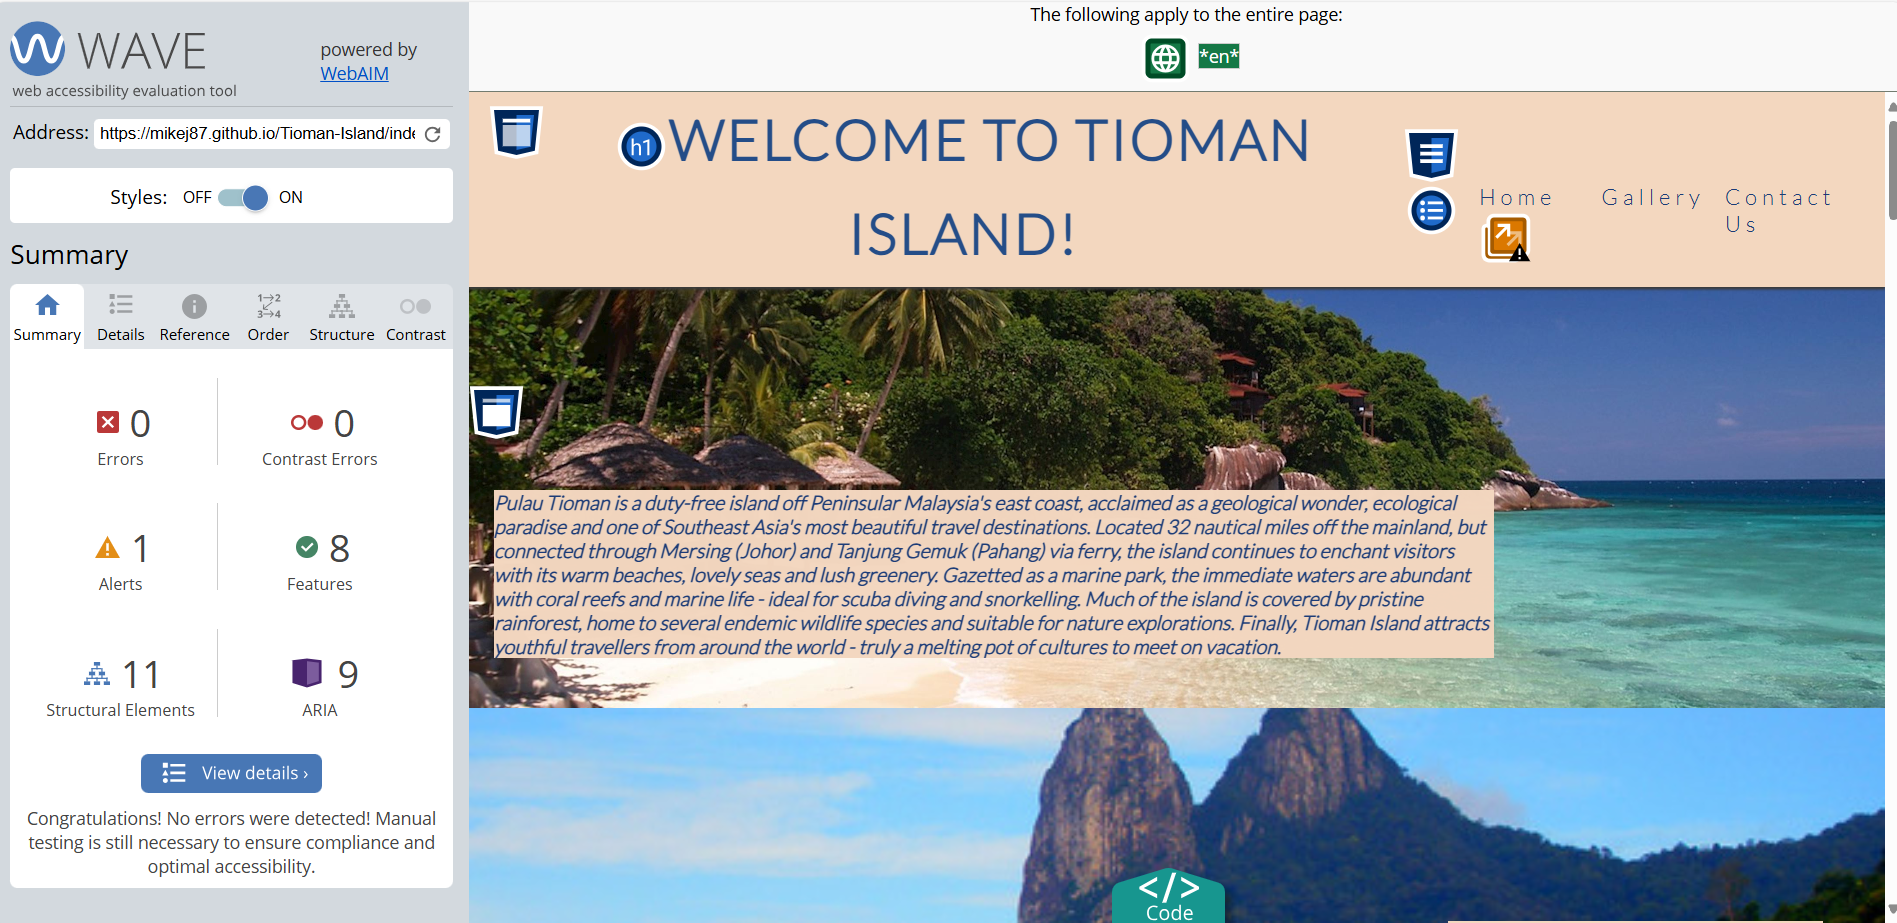 WAVE
powered by
WebAIM
web accessibility evaluation tool
Address: https://mikej87.github.io/Tioman-Island/inde
Styles: OFF ON
Summary
Summary Details Reference Order Structure Contrast
0 Errors
0 Contrast Errors
1 Alerts
8 Features
11 Structural Elements
9 ARIA
View details ›
Congratulations! No errors were detected! Manual
testing is still necessary to ensure compliance and
optimal accessibility.
The following apply to the entire page:
*en*
h1
WELCOME TO TIOMAN
ISLAND!
Home Gallery Contact
Us
Pulau Tioman is a duty-free island off Peninsular Malaysia's east coast, acclaimed as a geological wonder, ecological
paradise and one of Southeast Asia's most beautiful travel destinations. Located 32 nautical miles off the mainland, but
connected through Mersing (Johor) and Tanjung Gemuk (Pahang) via ferry, the island continues to enchant visitors
with its warm beaches, lovely seas and lush greenery. Gazetted as a marine park, the immediate waters are abundant
with coral reefs and marine life - ideal for scuba diving and snorkelling. Much of the island is covered by pristine
rainforest, home to several endemic wildlife species and suitable for nature explorations. Finally, Tioman Island attracts
youthful travellers from around the world - truly a melting pot of cultures to meet on vacation.
</>
Code